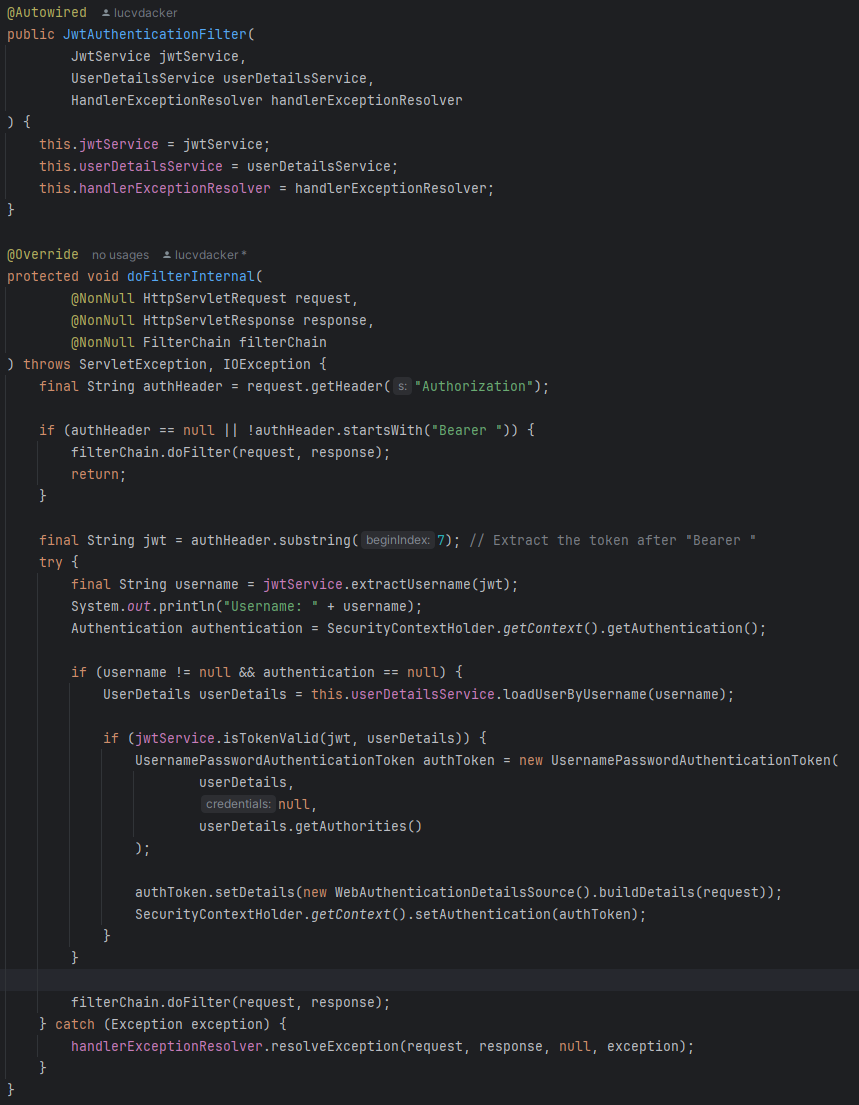 @Autowired lucvdacker
public JwtAuthenticationFilter(
        JwtService jwtService,
        UserDetailsService userDetailsService,
        HandlerExceptionResolver handlerExceptionResolver
) {
    this.jwtService = jwtService;
    this.userDetailsService = userDetailsService;
    this.handlerExceptionResolver = handlerExceptionResolver;
}
@Override no usages lucvdacker *
protected void doFilterInternal(
        @NonNull HttpServletRequest request,
        @NonNull HttpServletResponse response,
        @NonNull FilterChain filterChain
) throws ServletException, IOException {
    final String authHeader = request.getHeader( s: "Authorization");
    if (authHeader == null || !authHeader.startsWith("Bearer ")) {
        filterChain.doFilter(request, response);
        return;
    }
    final String jwt = authHeader.substring( beginIndex: 7); // Extract the token after "Bearer "
    try {
        final String username = jwtService.extractUsername(jwt);
        System.out.println("Username: " + username);
        Authentication authentication = SecurityContextHolder.getContext().getAuthentication();
        if (username != null && authentication == null) {
            UserDetails userDetails = this.userDetailsService.loadUserByUsername(username);
            if (jwtService.isTokenValid(jwt, userDetails)) {
                UsernamePasswordAuthenticationToken authToken = new UsernamePasswordAuthenticationToken(
                        userDetails,
                        credentials: null,
                        userDetails.getAuthorities()
                );
                authToken.setDetails(new WebAuthenticationDetailsSource().buildDetails(request));
                SecurityContextHolder.getContext().setAuthentication(authToken);
            }
        }
        filterChain.doFilter(request, response);
    } catch (Exception exception) {
        handlerExceptionResolver.resolveException(request, response, null, exception);
    }
}